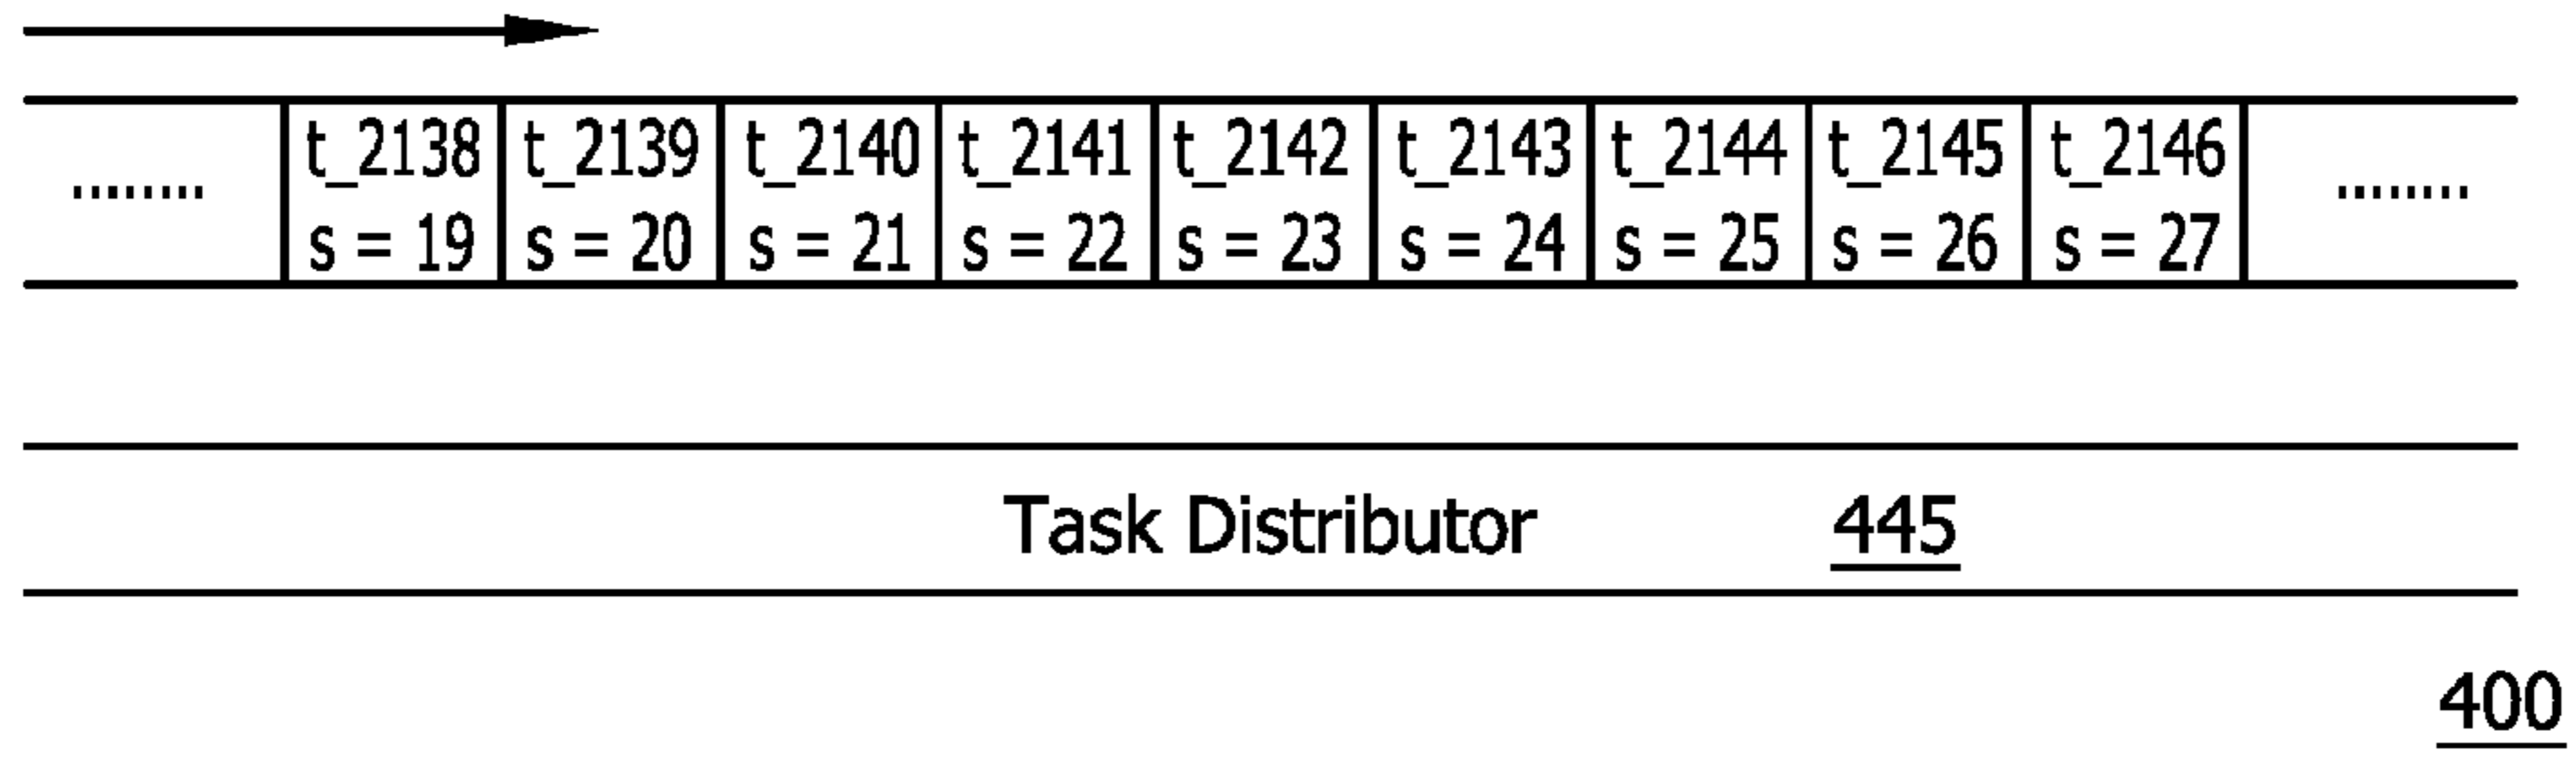 ........ t_2138 t_2139 t_2140 t_2141 t_2142 t_2143 t_2144 t_2145 t_2146 ........
s = 19 s = 20 s = 21 s = 22 s = 23 s = 24 s = 25 s = 26 s = 27
Task Distributor 445
400